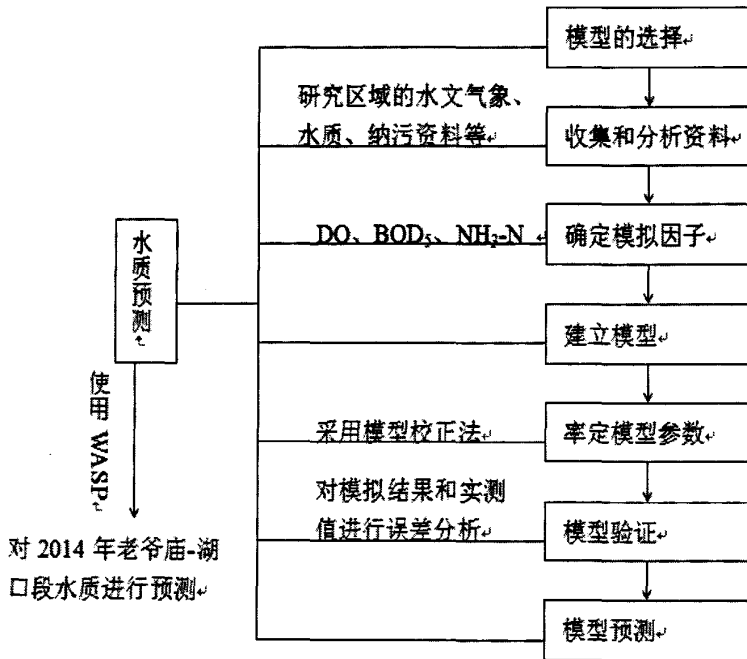 模型的选择
研究区域的水文气象、
水质、纳污资料等
收集和分析资料
DO、BOD5、NH3-N
确定模拟因子
水质预测
建立模型
使用 WASP
采用模型校正法
率定模型参数
对模拟结果和实测
值进行误差分析
模型验证
对 2014 年老爷庙-湖
口段水质进行预测
模型预测